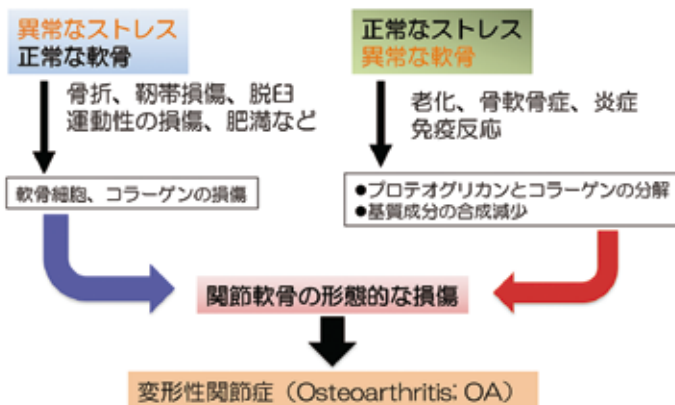 異常なストレス
正常な軟骨
骨折、靭帯損傷、脱臼
運動性の損傷、肥満など
軟骨細胞、コラーゲンの損傷
正常なストレス
異常な軟骨
老化、骨軟骨症、炎症
免疫反応
●プロテオグリカンとコラーゲンの分解
●基質成分の合成減少
関節軟骨の形態的な損傷
変形性関節症（Osteoarthritis; OA）